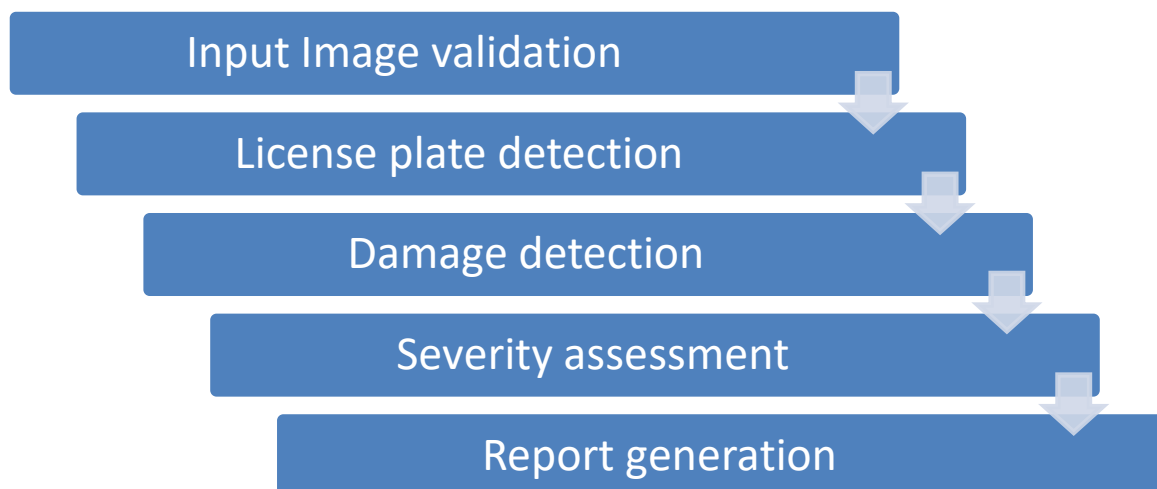 Input Image validation
License plate detection
Damage detection
Severity assessment
Report generation